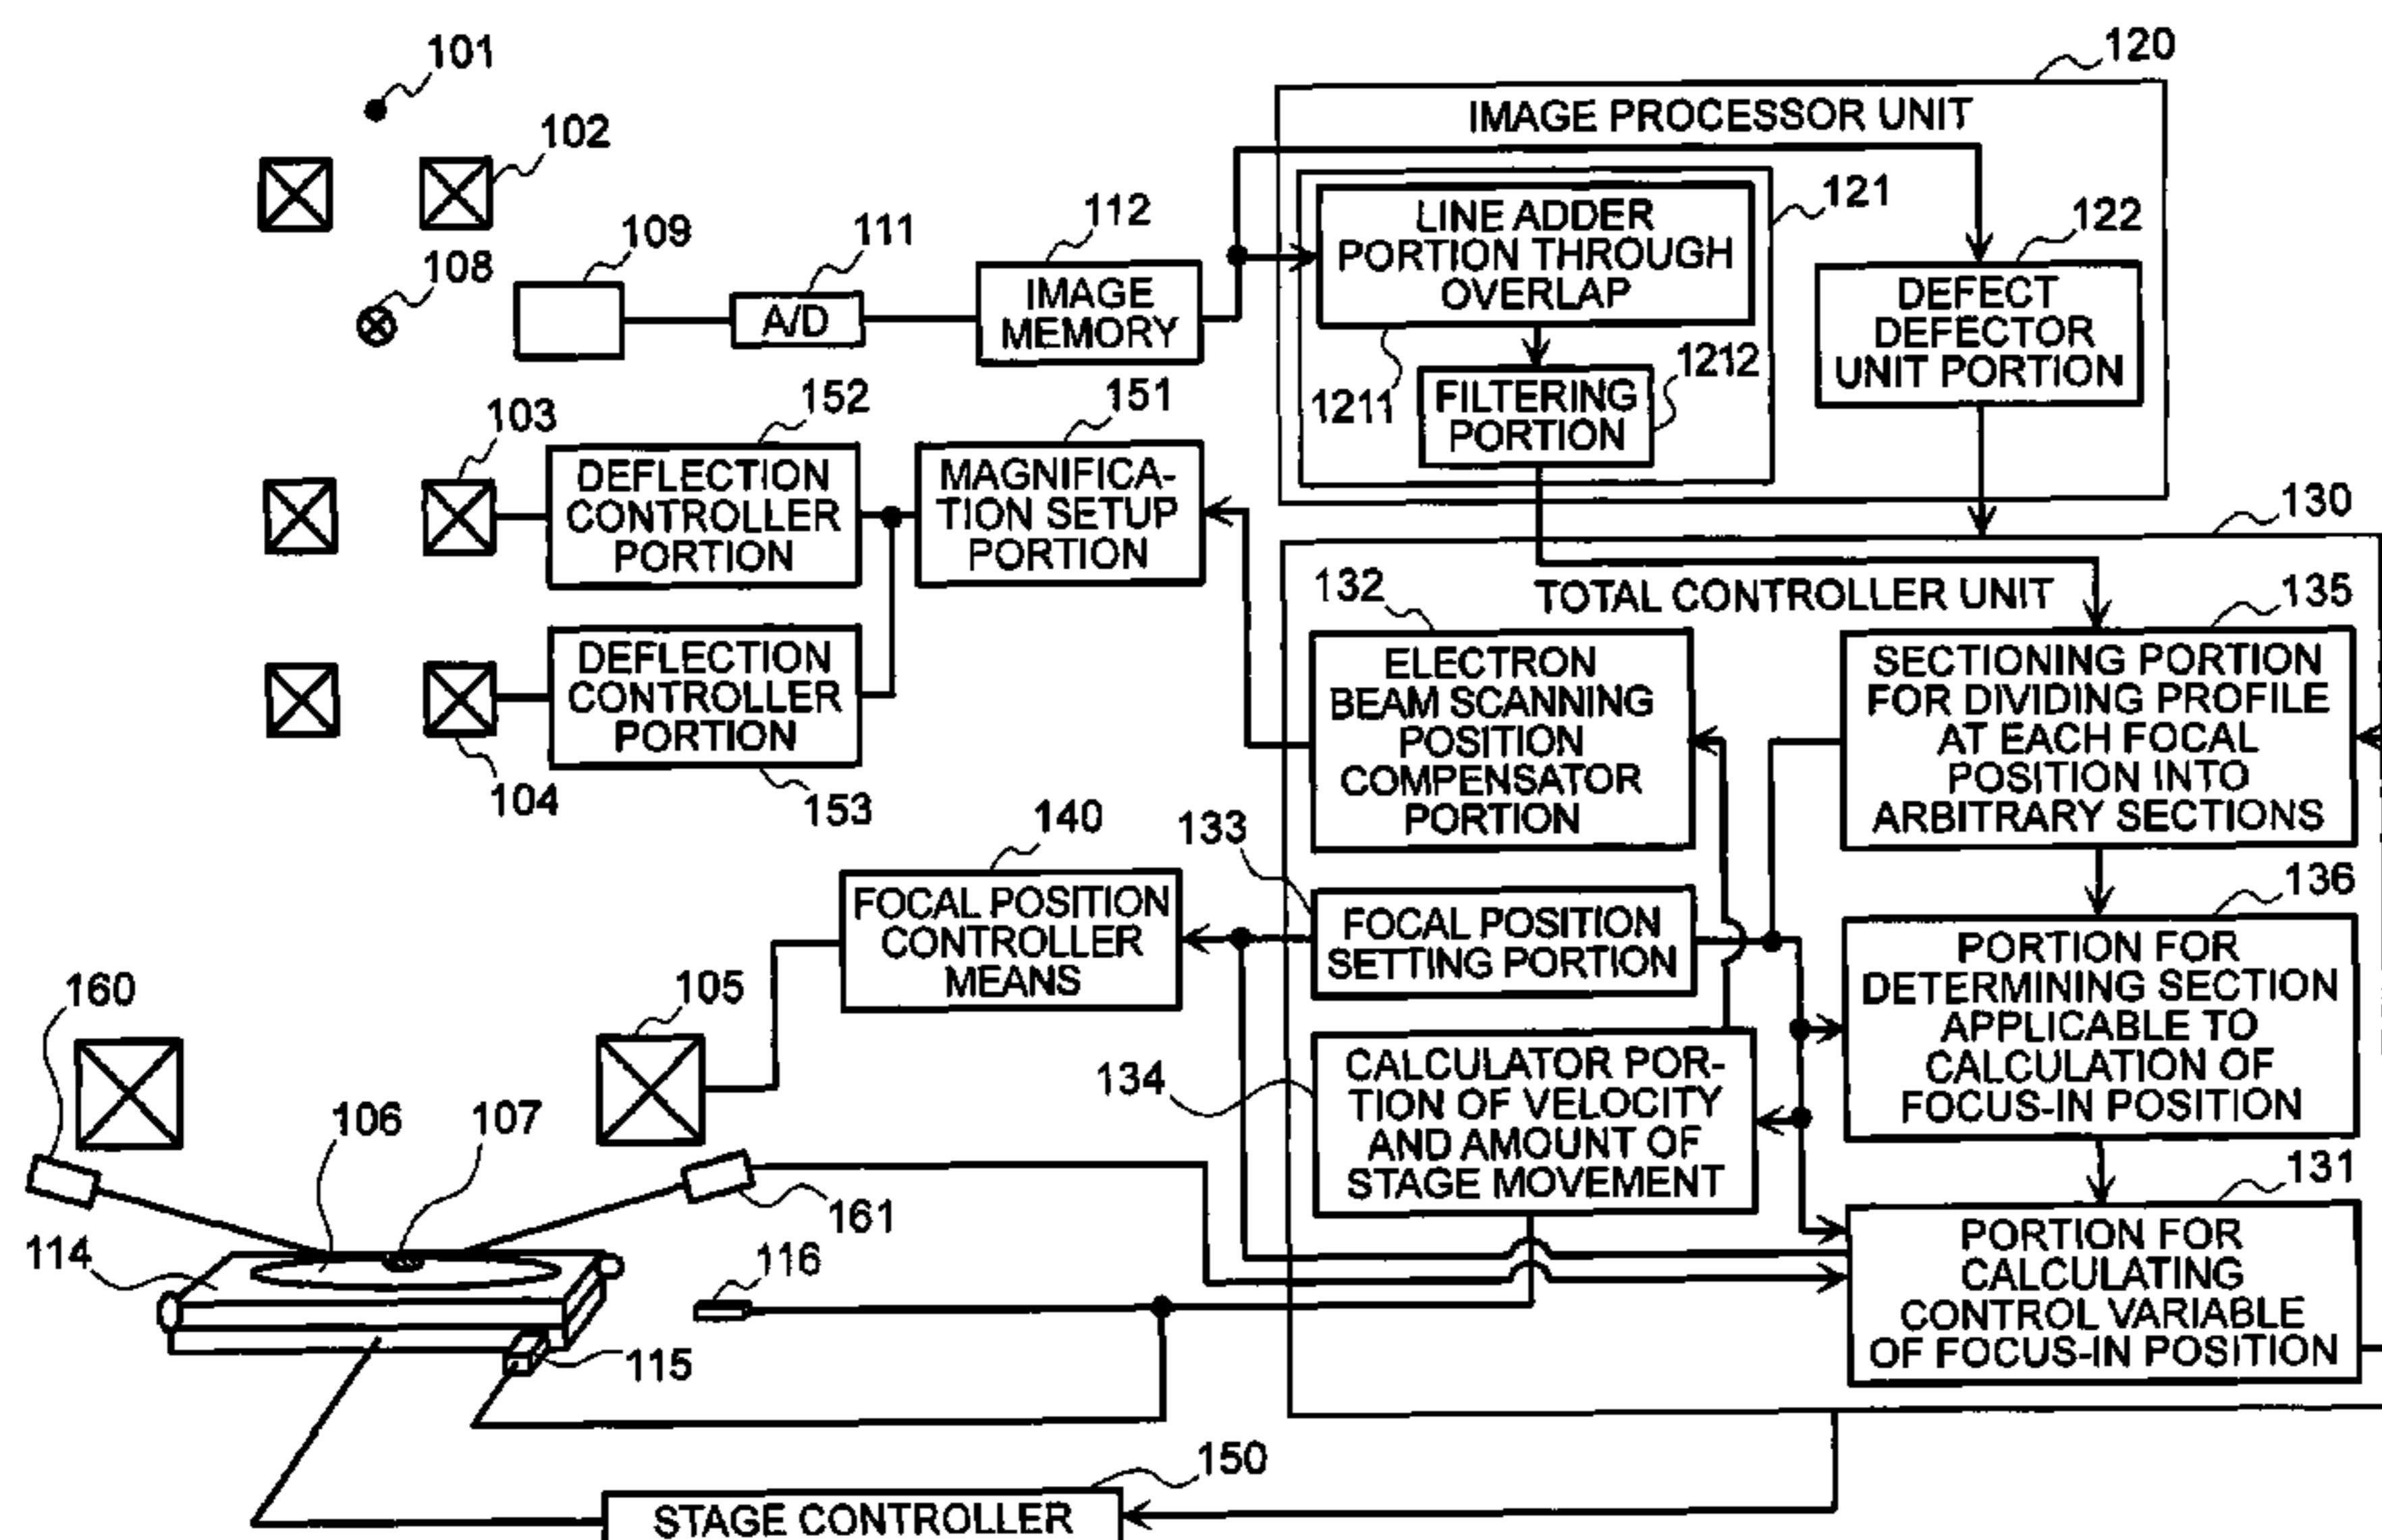 101
102
108
109
111
A/D
112
IMAGE
MEMORY
120
IMAGE PROCESSOR UNIT
121
LINE ADDER
PORTION THROUGH
OVERLAP
1211
1212
FILTERING
PORTION
122
DEFECT
DEFECTOR
UNIT PORTION
103
152
DEFLECTION
CONTROLLER
PORTION
151
MAGNIFICA-
TION SETUP
PORTION
104
DEFLECTION
CONTROLLER
PORTION
153
130
TOTAL CONTROLLER UNIT
132
ELECTRON
BEAM SCANNING
POSITION
COMPENSATOR
PORTION
135
SECTIONING PORTION
FOR DIVIDING PROFILE
AT EACH FOCAL
POSITION INTO
ARBITRARY SECTIONS
140
FOCAL POSITION
CONTROLLER
MEANS
133
FOCAL POSITION
SETTING PORTION
136
PORTION FOR
DETERMINING SECTION
APPLICABLE TO
CALCULATION OF
FOCUS-IN POSITION
134
CALCULATOR POR-
TION OF VELOCITY
AND AMOUNT OF
STAGE MOVEMENT
131
PORTION FOR
CALCULATING
CONTROL VARIABLE
OF FOCUS-IN POSITION
160
105
106
107
161
114
116
115
150
STAGE CONTROLLER